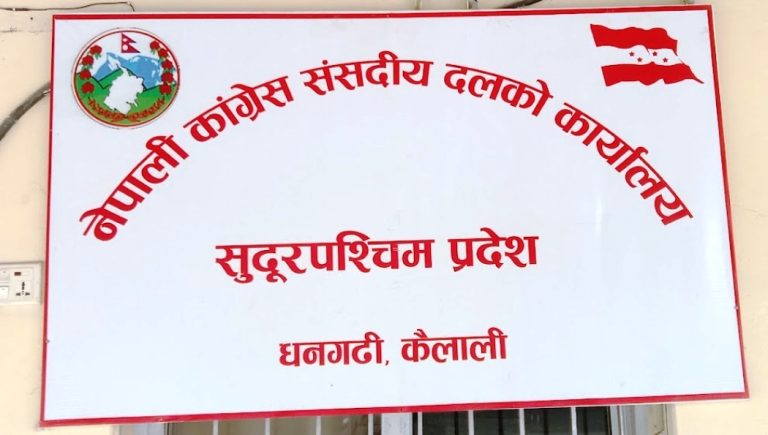 नेपाली कांग्रेस संसदीय दलको कार्यालय
सुदूरपश्चिम प्रदेश
धनगढी, कैलाली